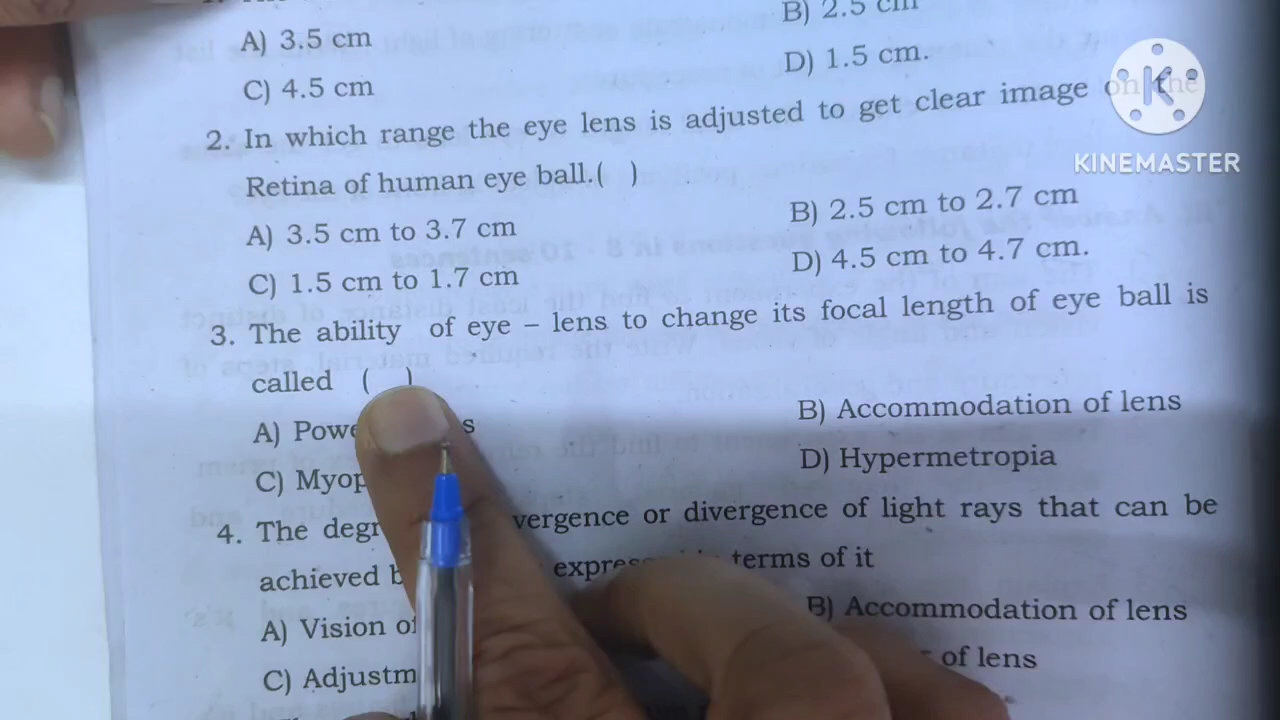 1.
A) 3.5 cm
B) 2.5 cm
C) 4.5 cm
D) 1.5 cm.
2. In which range the eye lens is adjusted to get clear image on the
Retina of human eye ball.( )
A) 3.5 cm to 3.7 cm
B) 2.5 cm to 2.7 cm
C) 1.5 cm to 1.7 cm
D) 4.5 cm to 4.7 cm.
3. The ability of eye – lens to change its focal length of eye ball is
called ( )
A) Powe s
B) Accommodation of lens
C) Myop
D) Hypermetropia
4. The degr vergence or divergence of light rays that can be
achieved b express in terms of it
A) Vision of
B) Accommodation of lens
C) Adjustm
of lens
KINEMASTER